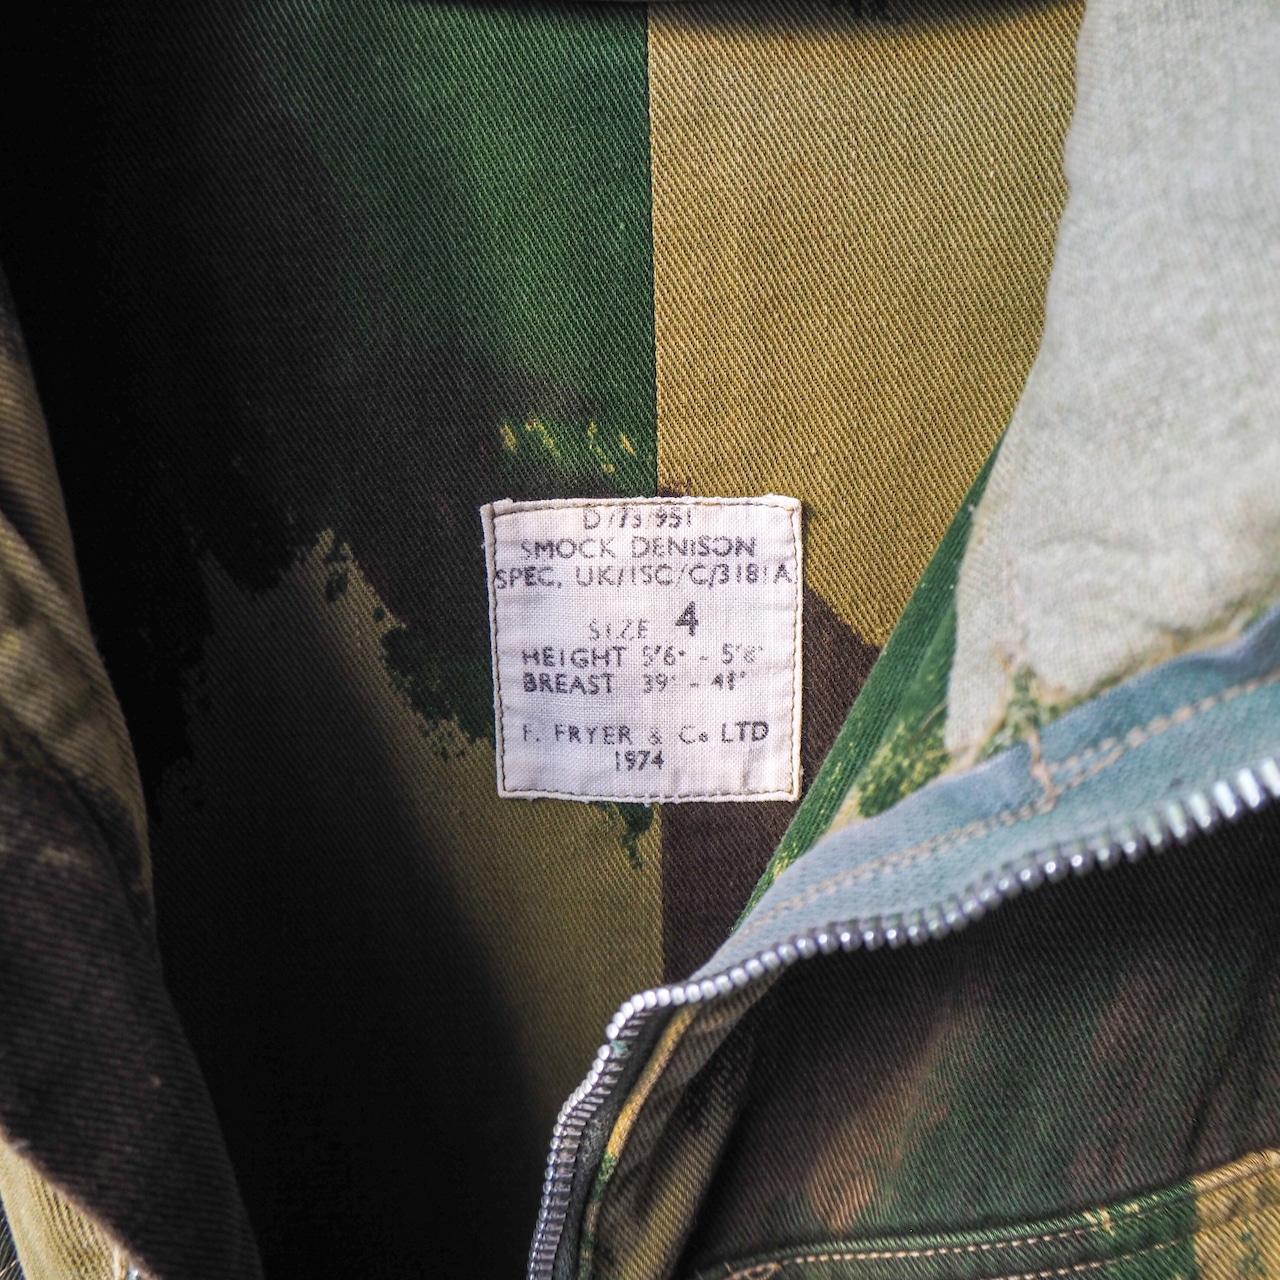 D/73/951
SMOCK DENISON
SPEC, UK/ISC/C/3181A
SIZE 4
HEIGHT 5'6" - 5'8"
BREAST 39" - 41"
F. FRYER & Co LTD
1974